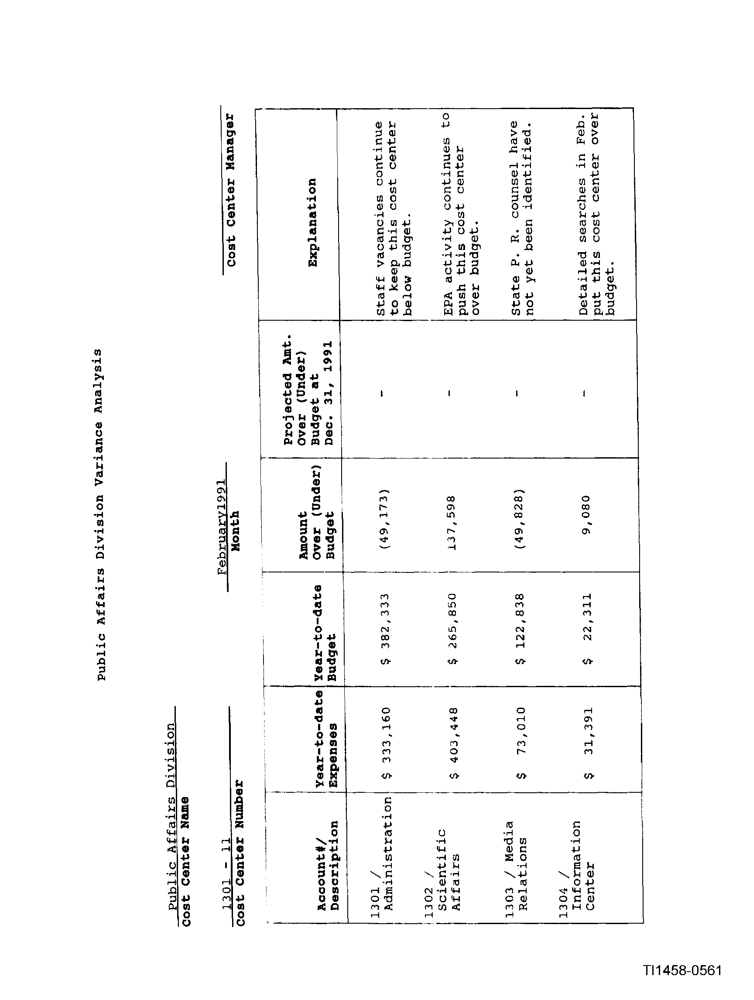 Public Affairs Division Variance Analysis
Public Affairs Division
Cost Center Name
1301 - 11
Cost Center Number
February1991
Month
Cost Center Manager
Account#/
Description
Year-to-date
Expenses
Year-to-date
Budget
Amount
Over (Under)
Budget
Projected Amt.
Over (Under)
Budget at
Dec. 31, 1991
Explanation
1301 /
Administration
$ 333,160
$ 382,333
(49,173)
-
Staff vacancies continue
to keep this cost center
below budget.
1302 /
Scientific
Affairs
$ 403,448
$ 265,850
137,598
-
EPA activity continues to
push this cost center
over budget.
1303 / Media
Relations
$ 73,010
$ 122,838
(49,828)
-
State P. R. counsel have
not yet been identified.
1304 /
Information
Center
$ 31,391
$ 22,311
9,080
-
Detailed searches in Feb.
put this cost center over
budget.
TI1458-0561